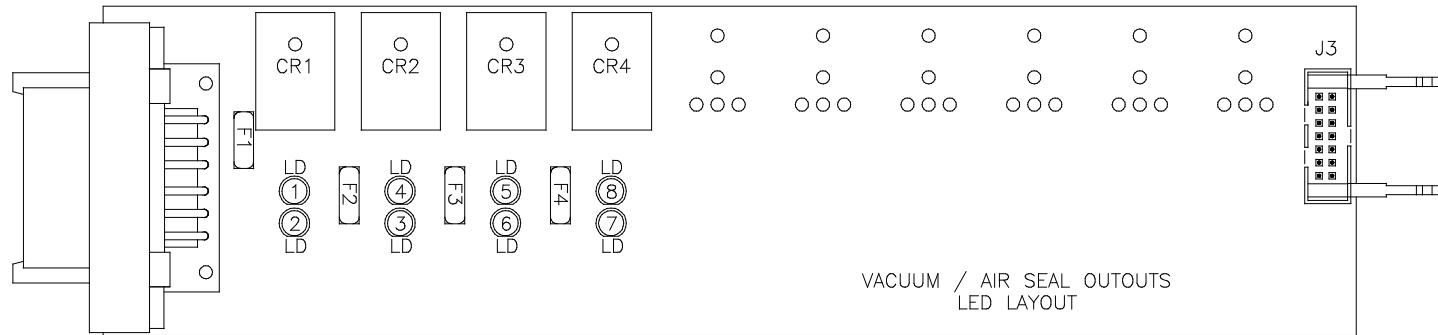 J3
CR1 CR2 CR3 CR4
F1
LD LD LD LD
1 4 5 8
F2 F3 F4
2 3 6 7
LD LD LD LD
VACUUM / AIR SEAL OUTOUTS
LED LAYOUT